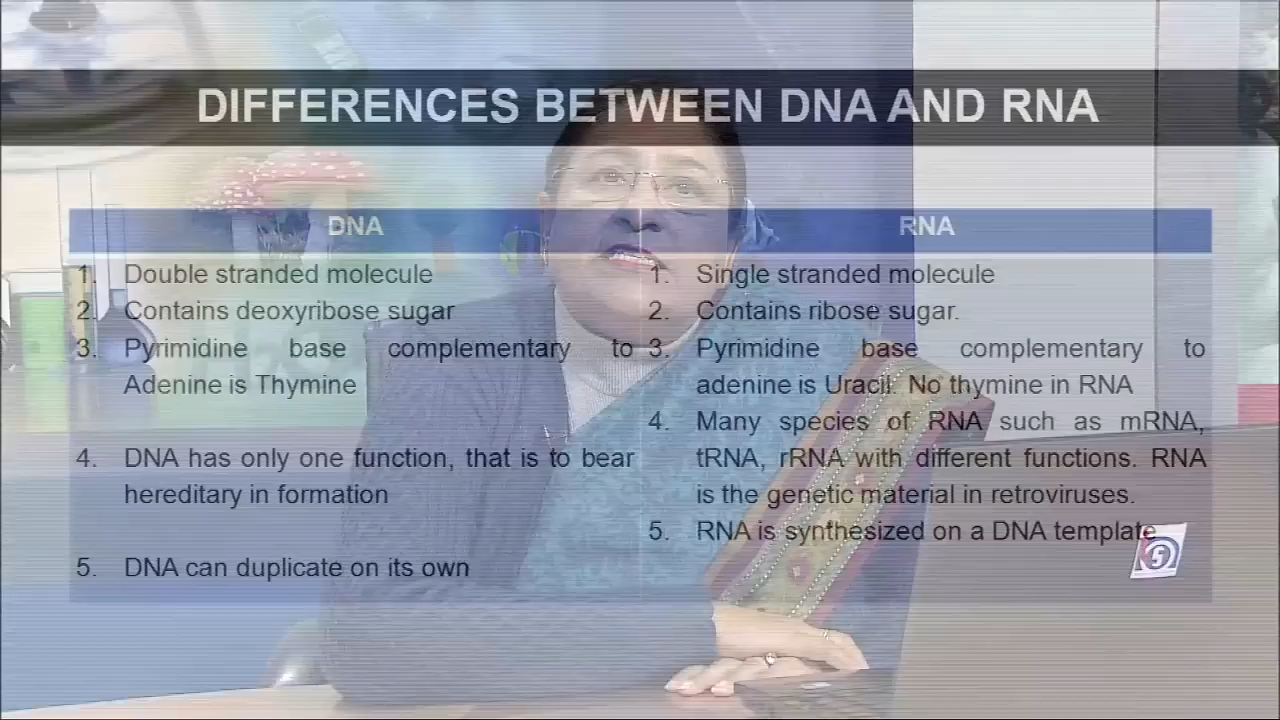 DIFFERENCES BETWEEN DNA AND RNA
DNA
1. Double stranded molecule
2. Contains deoxyribose sugar
3. Pyrimidine base complementary to
Adenine is Thymine
4. DNA has only one function, that is to bear
hereditary in formation
5. DNA can duplicate on its own
RNA
1. Single stranded molecule
2. Contains ribose sugar.
3. Pyrimidine base complementary to
adenine is Uracil. No thymine in RNA
4. Many species of RNA such as mRNA,
tRNA, rRNA with different functions. RNA
is the genetic material in retroviruses.
5. RNA is synthesized on a DNA template